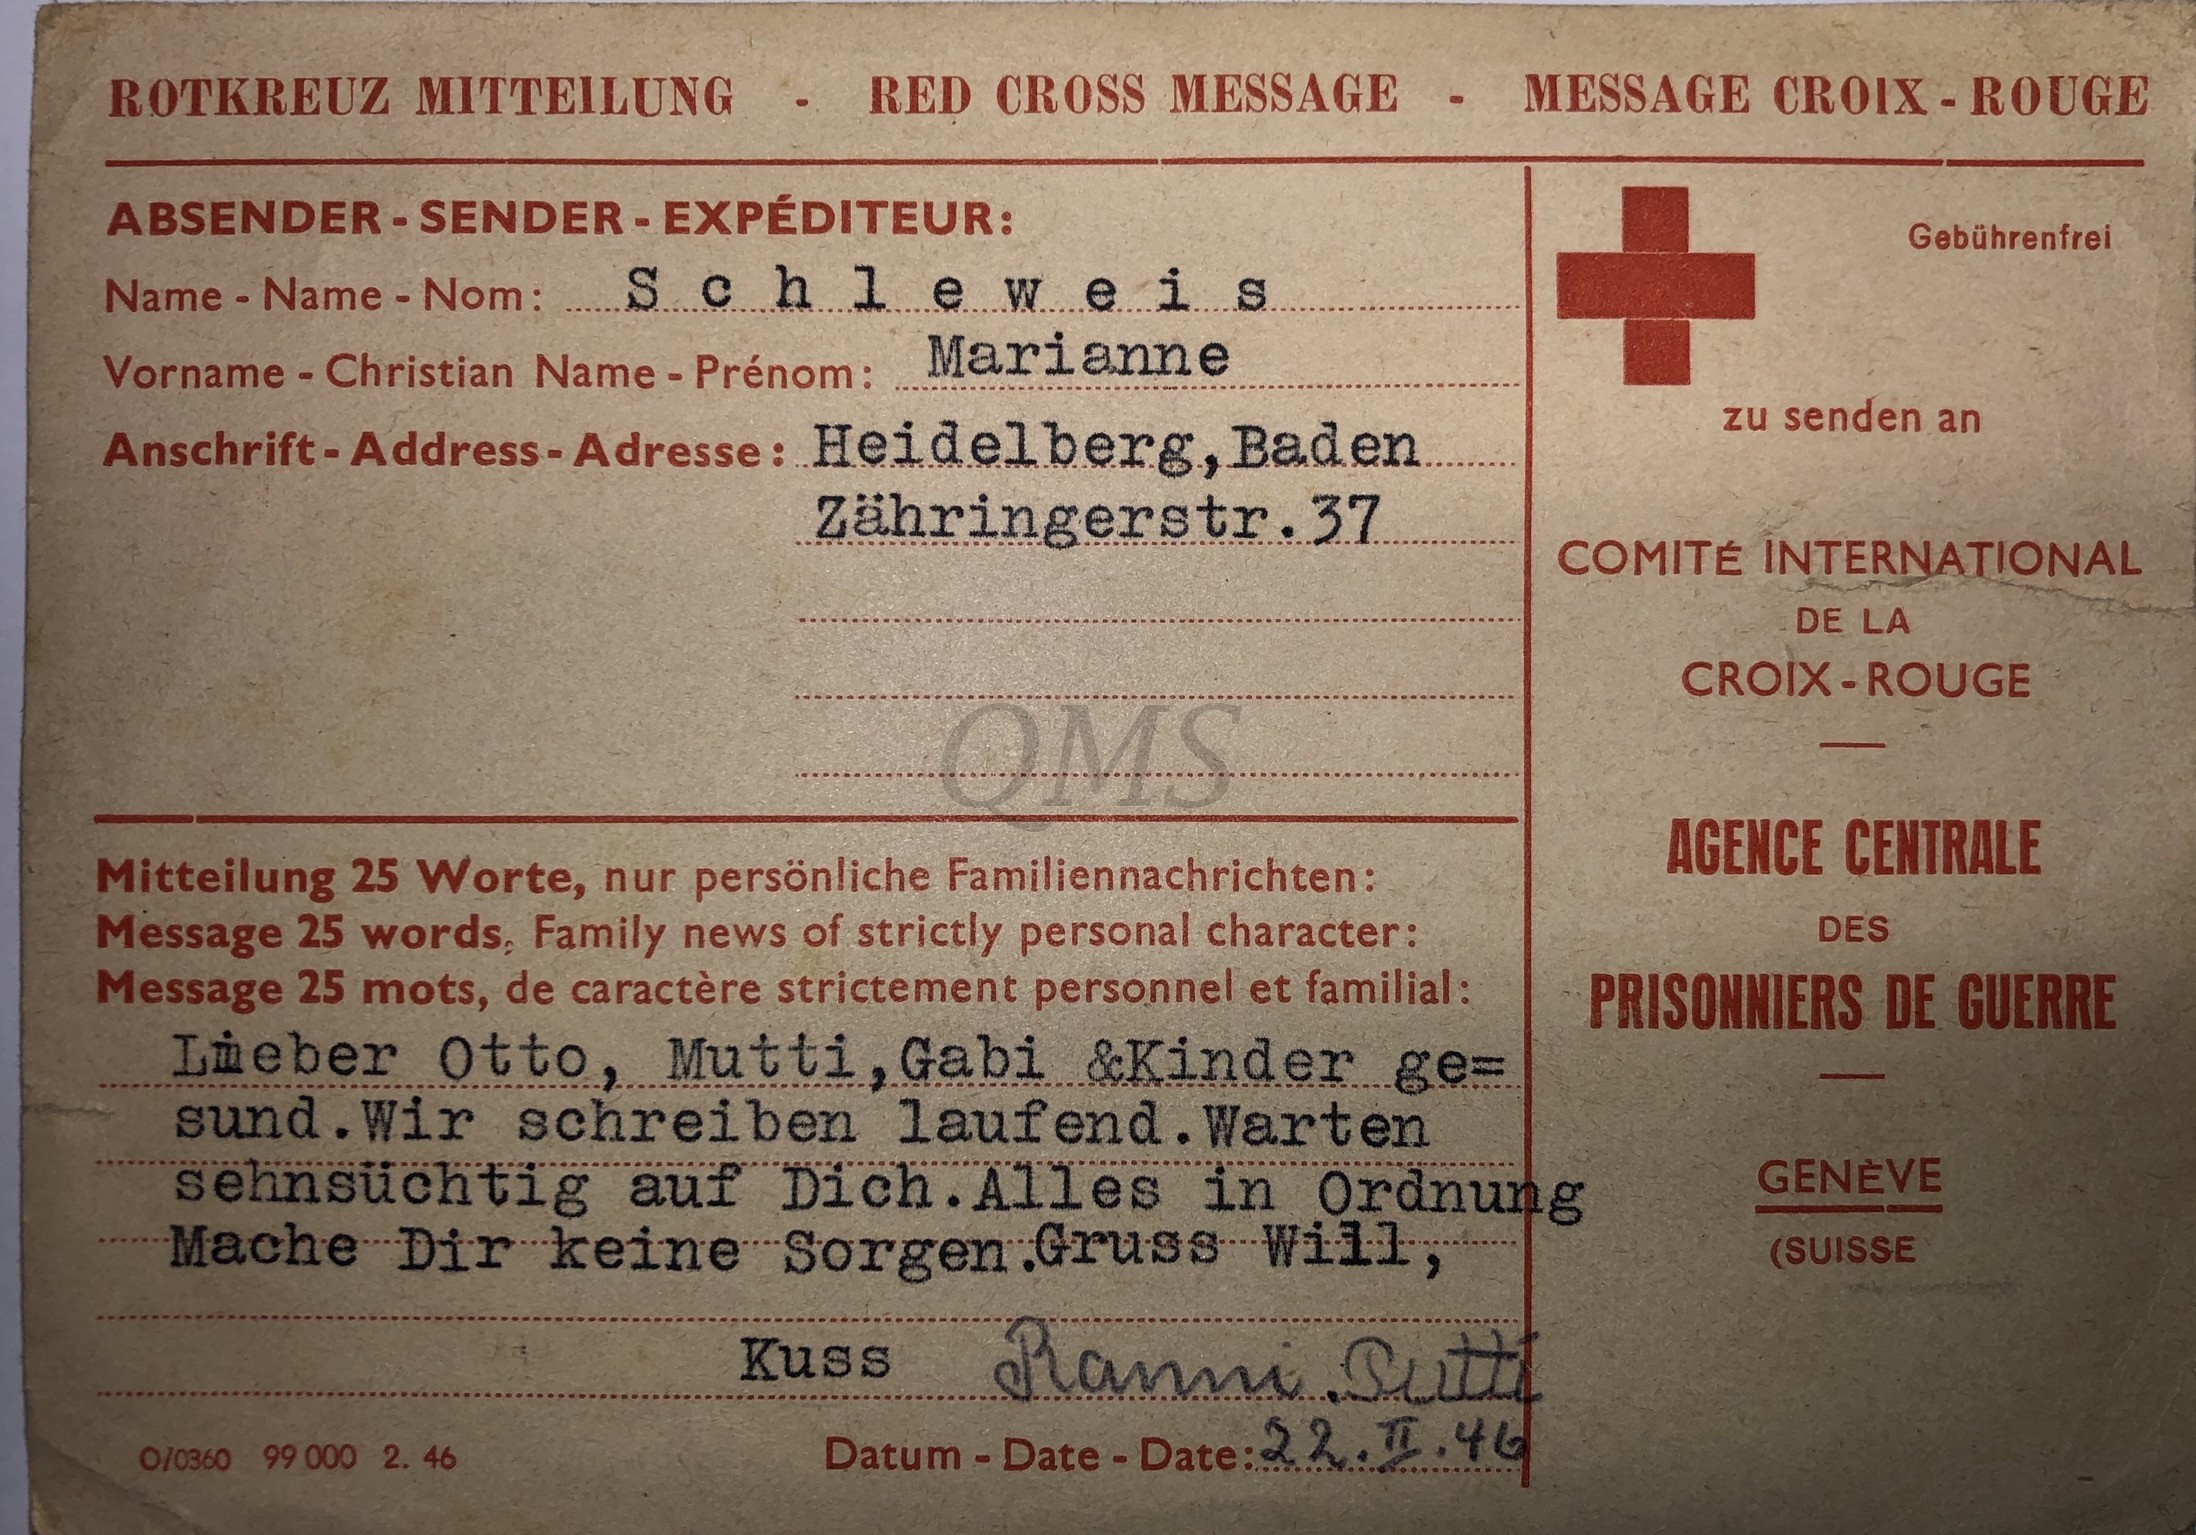 ROTKREUZ MITTEILUNG - RED CROSS MESSAGE - MESSAGE CROIX-ROUGE
ABSENDER - SENDER - EXPÉDITEUR:
Name - Name - Nom: Schleweis
Vorname - Christian Name - Prénom: Marianne
Anschrift - Address - Adresse: Heidelberg,Baden
Zähringerstr.37
QMS
Mitteilung 25 Worte, nur persönliche Familiennachrichten:
Message 25 words, Family news of strictly personal character:
Message 25 mots, de caractère strictement personnel et familial:
Lieber Otto, Mutti,Gabi &Kinder ge=
sund.Wir schreiben laufend.Warten
sehnsüchtig auf Dich.Alles in Ordnung
Mache Dir keine Sorgen.Gruss Will,
Kuss
O/0360 99 000 2. 46
Datum - Date - Date: 22.II.46
Gebührenfrei
zu senden an
COMITÉ INTERNATIONAL
DE LA
CROIX-ROUGE
AGENCE CENTRALE
DES
PRISONNIERS DE GUERRE
GENÈVE
(SUISSE